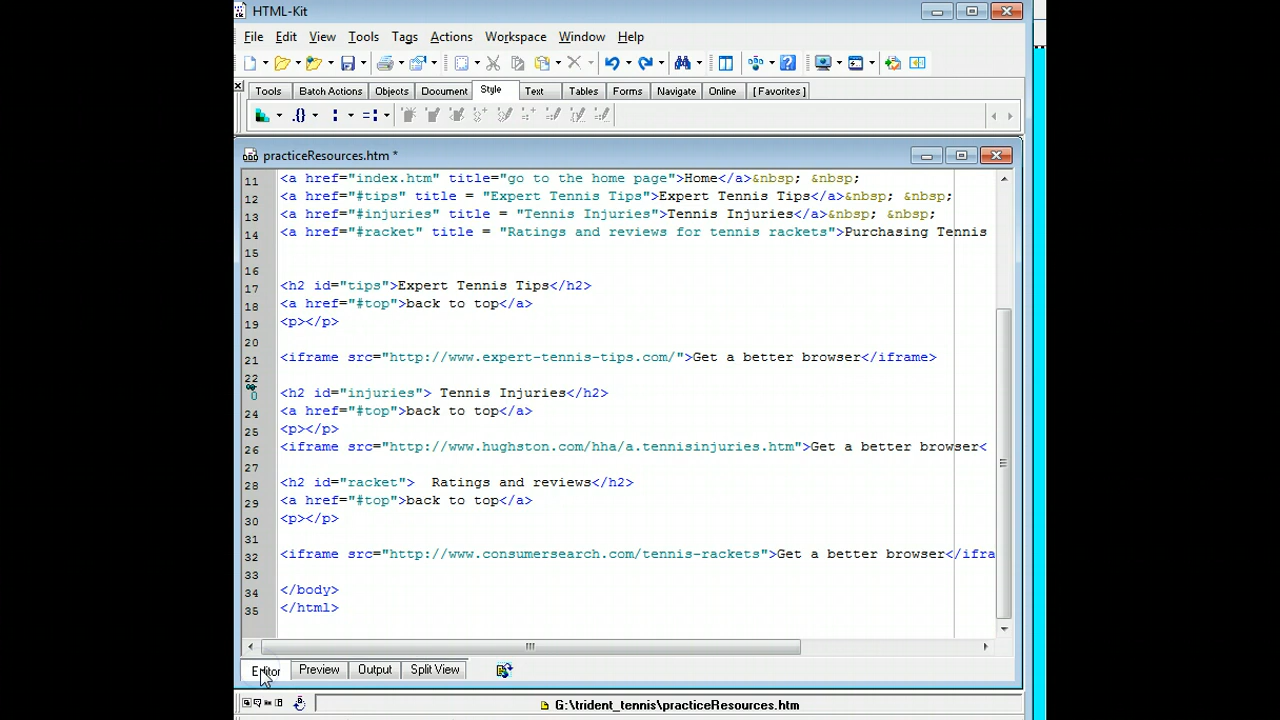 HTML-Kit
File Edit View Tools Tags Actions Workspace Window Help
Tools Batch Actions Objects Document Style Text Tables Forms Navigate Online [ Favorites ]
practiceResources.htm *
11 <a href="index.htm" title="go to the home page">Home</a>&nbsp; &nbsp;
12 <a href="#tips" title = "Expert Tennis Tips">Expert Tennis Tips</a>&nbsp; &nbsp;
13 <a href="#injuries" title = "Tennis Injuries">Tennis Injuries</a>&nbsp; &nbsp;
14 <a href="#racket" title = "Ratings and reviews for tennis rackets">Purchasing Tennis
15
16
17 <h2 id="tips">Expert Tennis Tips</h2>
18 <a href="#top">back to top</a>
19 <p></p>
20
21 <iframe src="http://www.expert-tennis-tips.com/">Get a better browser</iframe>
22
<h2 id="injuries"> Tennis Injuries</h2>
24 <a href="#top">back to top</a>
25 <p></p>
26 <iframe src="http://www.hughston.com/hha/a.tennisinjuries.htm">Get a better browser<
27
28 <h2 id="racket">  Ratings and reviews</h2>
29 <a href="#top">back to top</a>
30 <p></p>
31
32 <iframe src="http://www.consumersearch.com/tennis-rackets">Get a better browser</ifra
33
34 </body>
35 </html>
Editor Preview Output Split View
G:\trident_tennis\practiceResources.htm